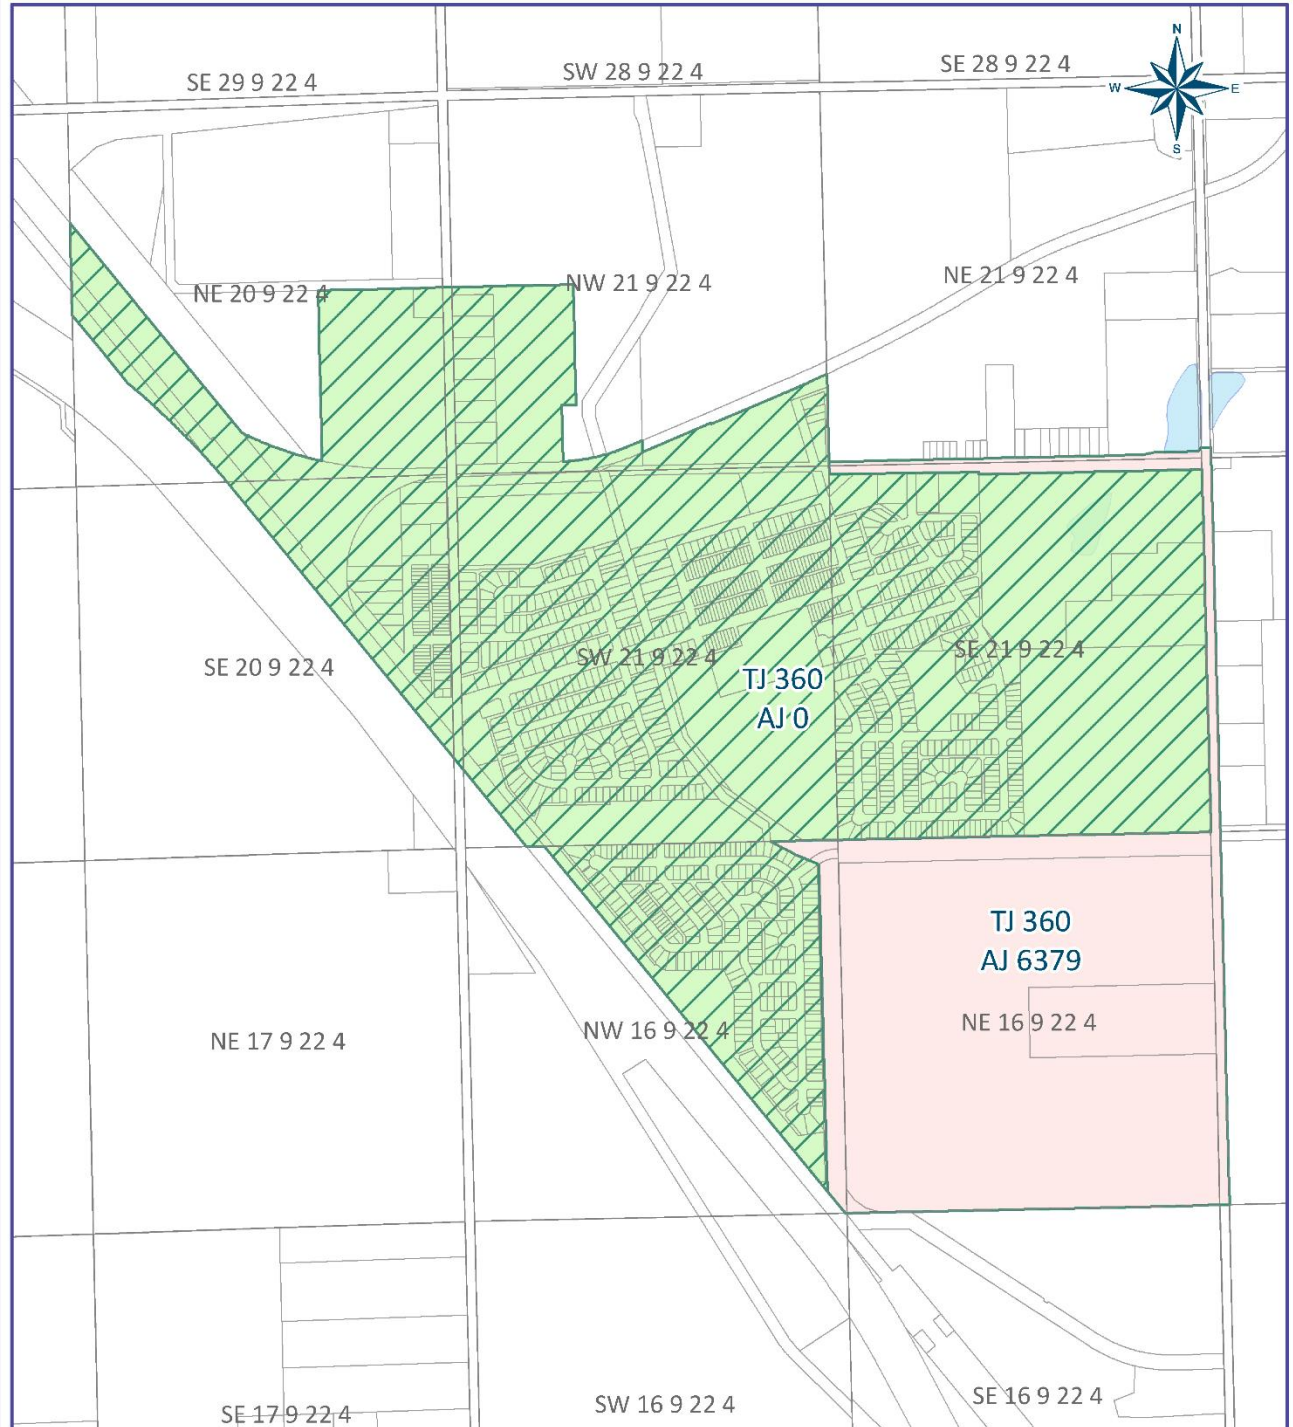 N
W E
S
SE 29 9 22 4
SW 28 9 22 4
SE 28 9 22 4
NE 20 9 22 4
NW 21 9 22 4
NE 21 9 22 4
SE 20 9 22 4
SW 21 9 22 4
SE 21 9 22 4
TJ 360
AJ 0
TJ 360
AJ 6379
NE 17 9 22 4
NW 16 9 22 4
NE 16 9 22 4
SE 17 9 22 4
SW 16 9 22 4
SE 16 9 22 4